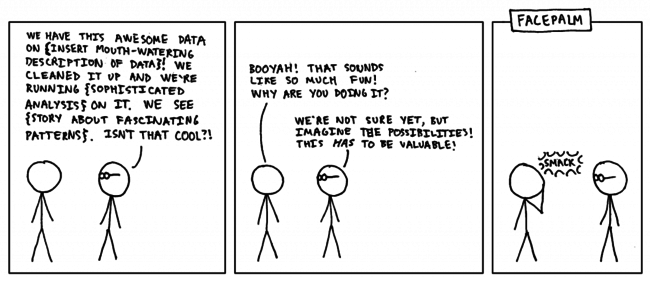 WE HAVE THIS AWESOME DATA
ON {INSERT MOUTH-WATERING
DESCRIPTION OF DATA}! WE
CLEANED IT UP AND WE'RE
RUNNING {SOPHISTICATED
ANALYSIS} ON IT. WE SEE
{STORY ABOUT FASCINATING
PATTERNS}. ISN'T THAT COOL?!
BOOYAH! THAT SOUNDS
LIKE SO MUCH FUN!
WHY ARE YOU DOING IT?
WE'RE NOT SURE YET, BUT
IMAGINE THE POSSIBILITIES!
THIS HAS TO BE VALUABLE!
FACEPALM
SMACK